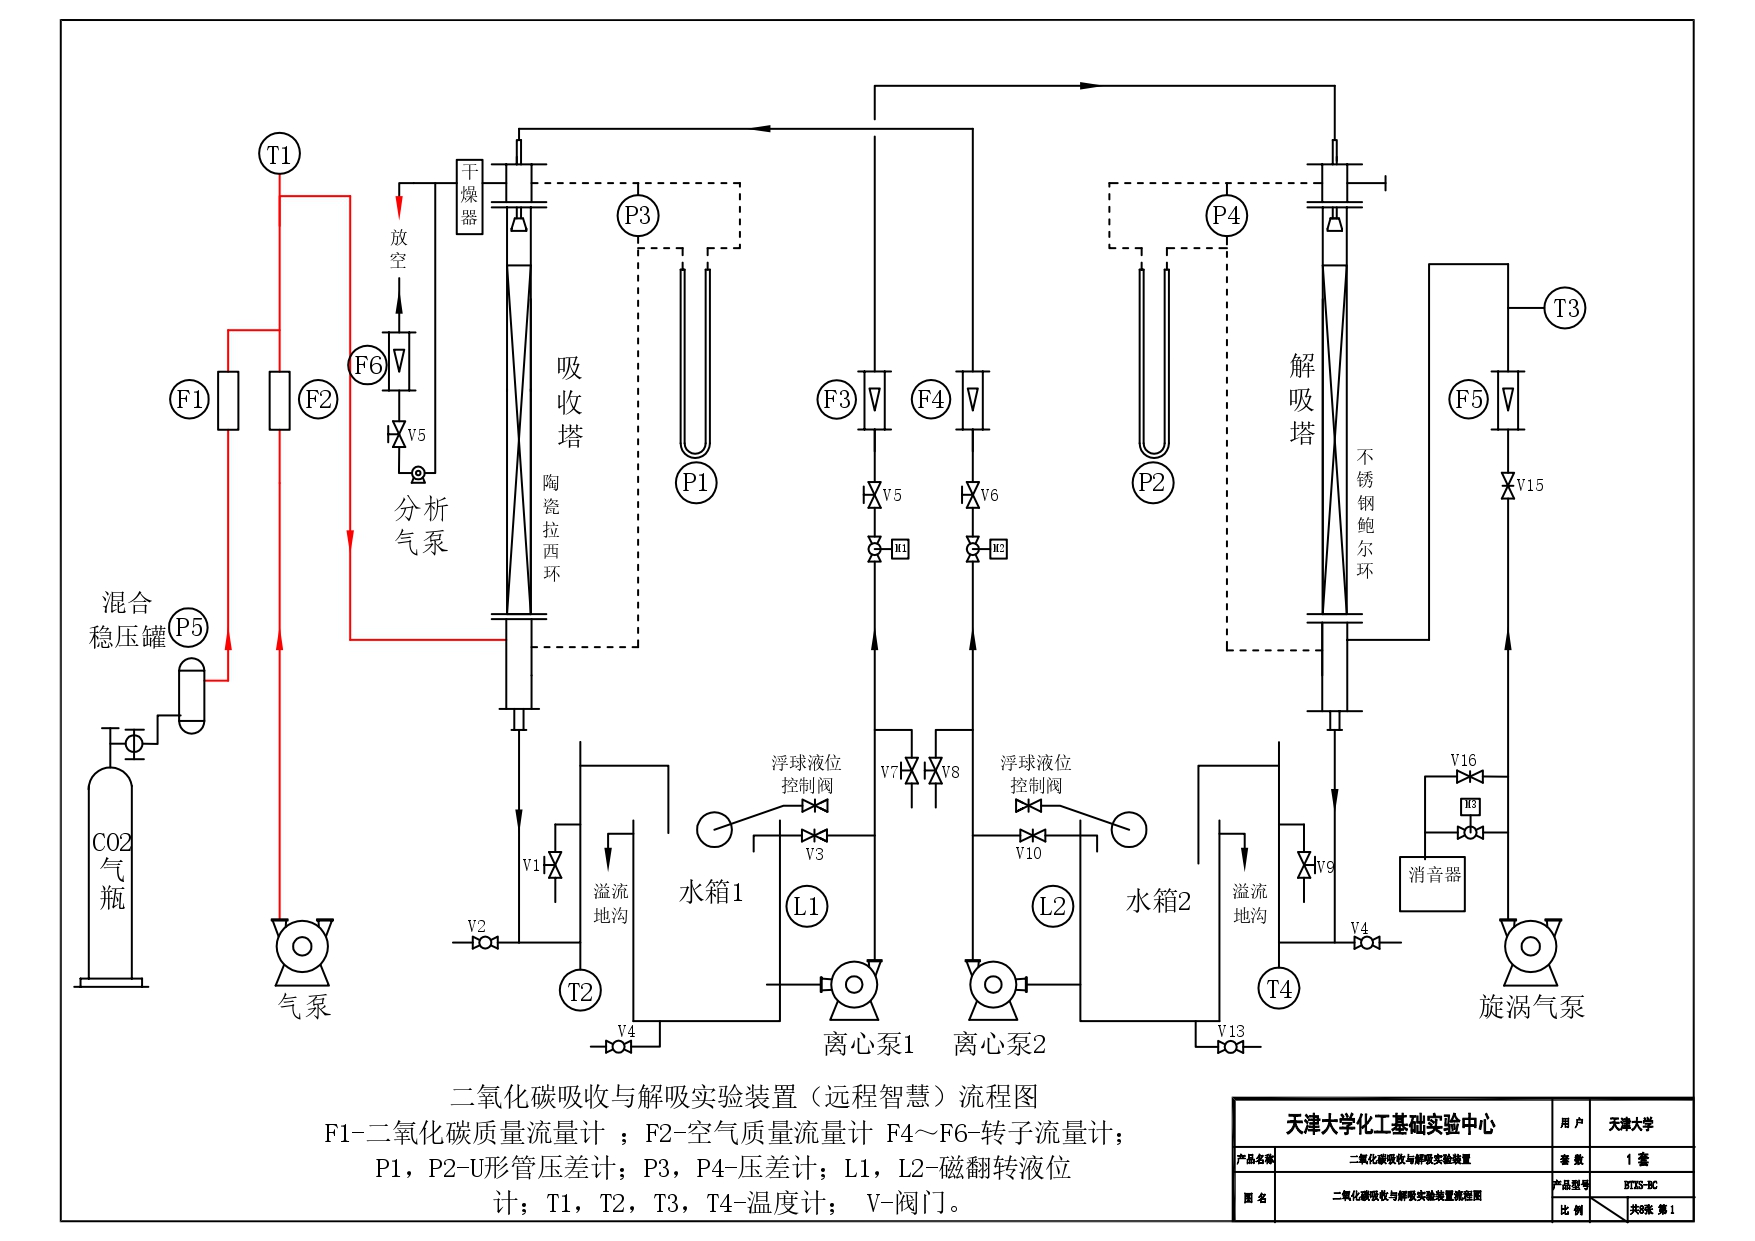 T1
干
燥
器
P3
P4
放
空
T3
F6
F1
F2
吸
收
塔
F3
F4
解
吸
塔
F5
V5
P1
P2
陶
瓷
拉
西
环
不
锈
钢
鲍
尔
环
V5
V6
V15
分析
气泵
M1
M2
混合
稳压罐
P5
浮球液位
控制阀
V7
V8
浮球液位
控制阀
V16
M3
CO2
气
瓶
V1
V3
V10
V9
消音器
溢流
地沟
水箱1
L1
L2
水箱2
溢流
地沟
V2
V4
T2
T4
气泵
旋涡气泵
V4
离心泵1
离心泵2
V13
二氧化碳吸收与解吸实验装置（远程智慧）流程图
F1-二氧化碳质量流量计 ；F2-空气质量流量计 F4～F6-转子流量计；
P1，P2-U形管压差计；P3，P4-压差计；L1，L2-磁翻转液位
计；T1，T2，T3，T4-温度计； V-阀门。
天津大学化工基础实验中心
用 户
天津大学
产品名称
二氧化碳吸收与解吸实验装置
套 数
1 套
图 名
二氧化碳吸收与解吸实验装置流程图
产品型号
BTXS-BC
比 例
共8张 第 1